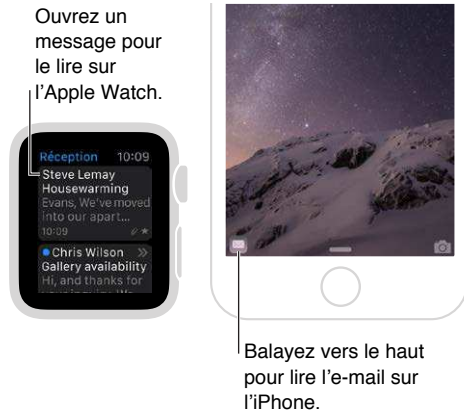 Ouvrez un
message pour
le lire sur
l’Apple Watch.
Réception 10:09
Steve Lemay
Housewarming
Evans, We've moved
into our apart...
10:09
Chris Wilson
Gallery availability
Hi, and thanks for
Balayez vers le haut
pour lire l’e-mail sur
l’iPhone.